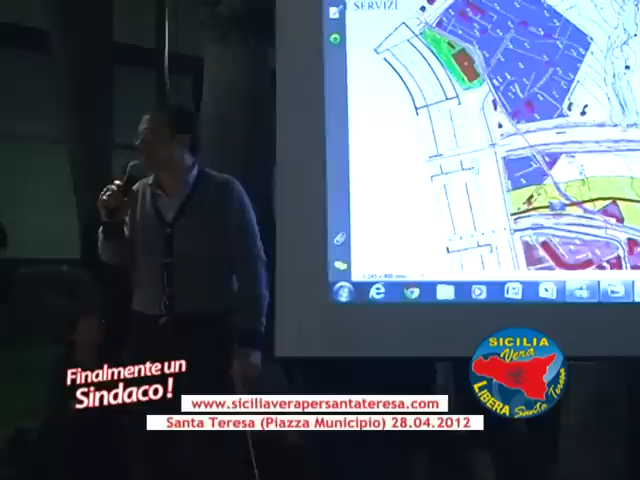 SERVIZI
Finalmente un
Sindaco!
SICILIA
Vera
LIBERA Santa Teresa
www.siciliaverapersantateresa.com
Santa Teresa (Piazza Municipio) 28.04.2012